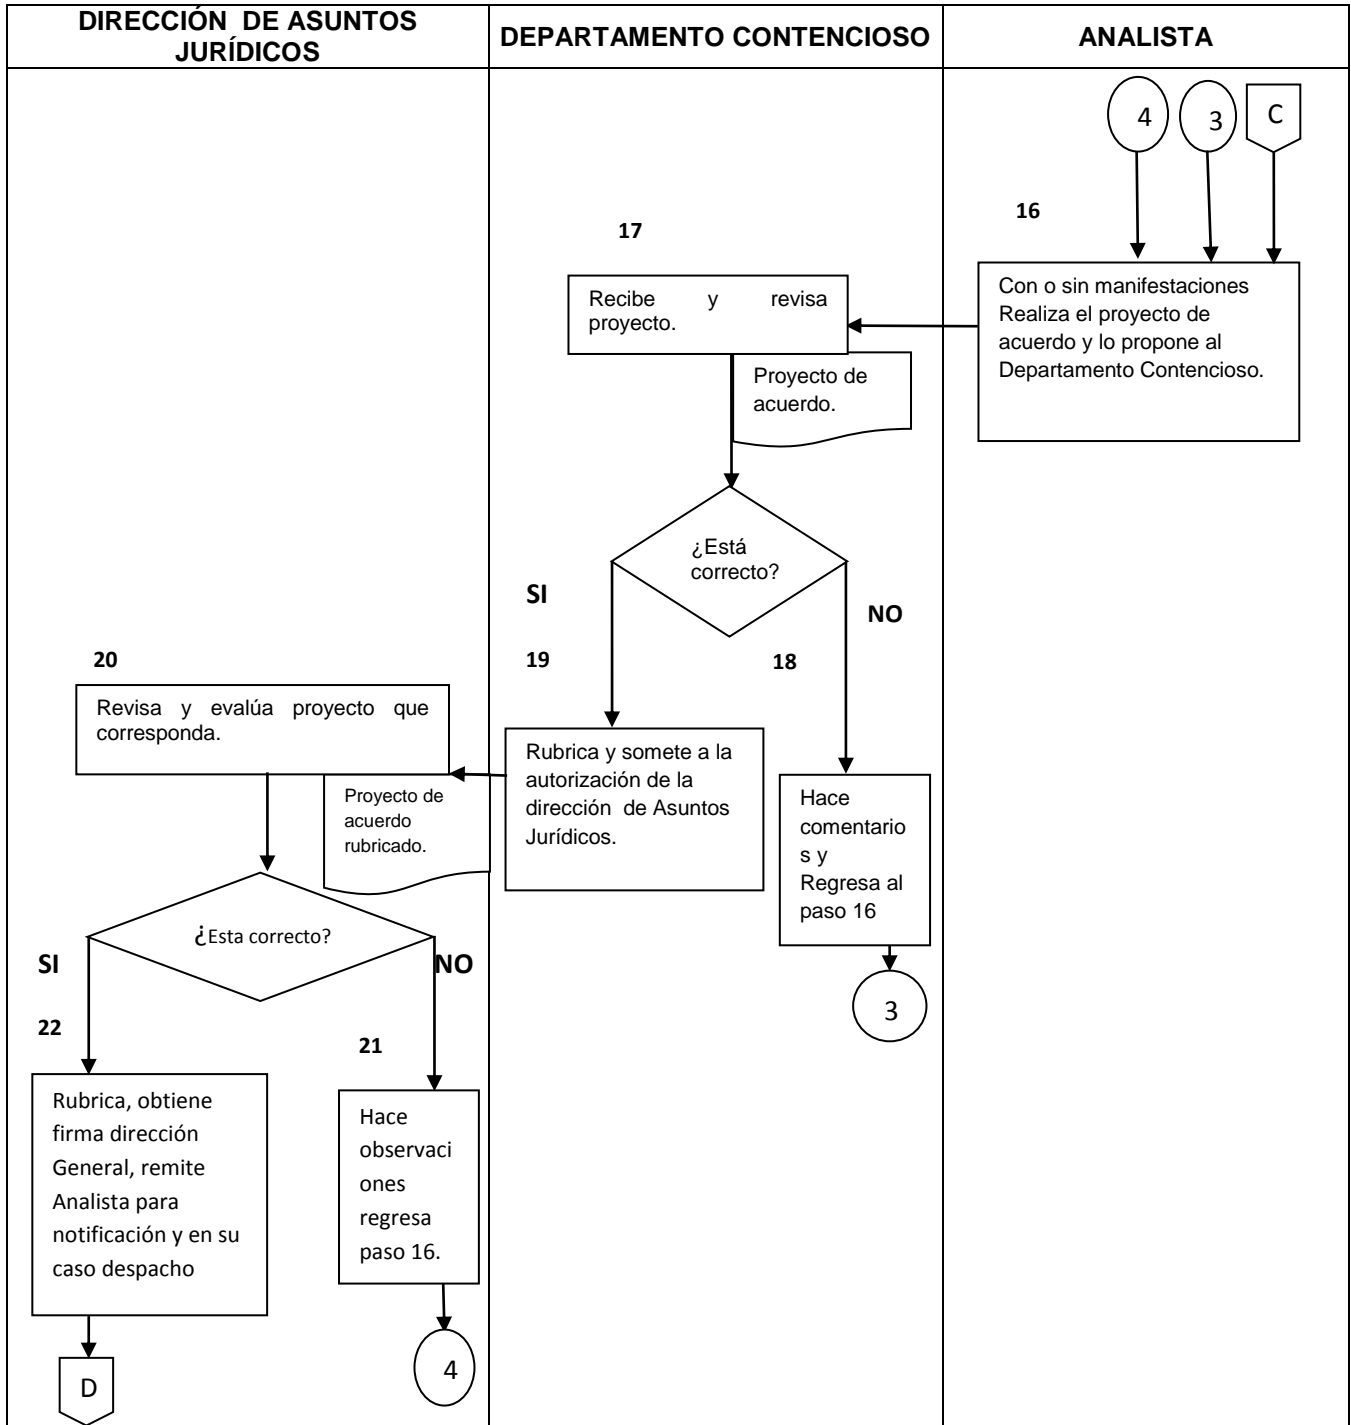 DIRECCIÓN DE ASUNTOS
JURÍDICOS
DEPARTAMENTO CONTENCIOSO
ANALISTA
4
3
C
16
Con o sin manifestaciones
Realiza el proyecto de
acuerdo y lo propone al
Departamento Contencioso.
17
Recibe y revisa
proyecto.
Proyecto de
acuerdo.
¿Está
correcto?
SI
NO
19
18
Rubrica y somete a la
autorización de la
dirección de Asuntos
Jurídicos.
Hace
comentario
s y
Regresa al
paso 16
3
20
Revisa y evalúa proyecto que
corresponda.
Proyecto de
acuerdo
rubricado.
¿Esta correcto?
SI
NO
22
21
Rubrica, obtiene
firma dirección
General, remite
Analista para
notificación y en su
caso despacho
Hace
observaci
ones
regresa
paso 16.
D
4